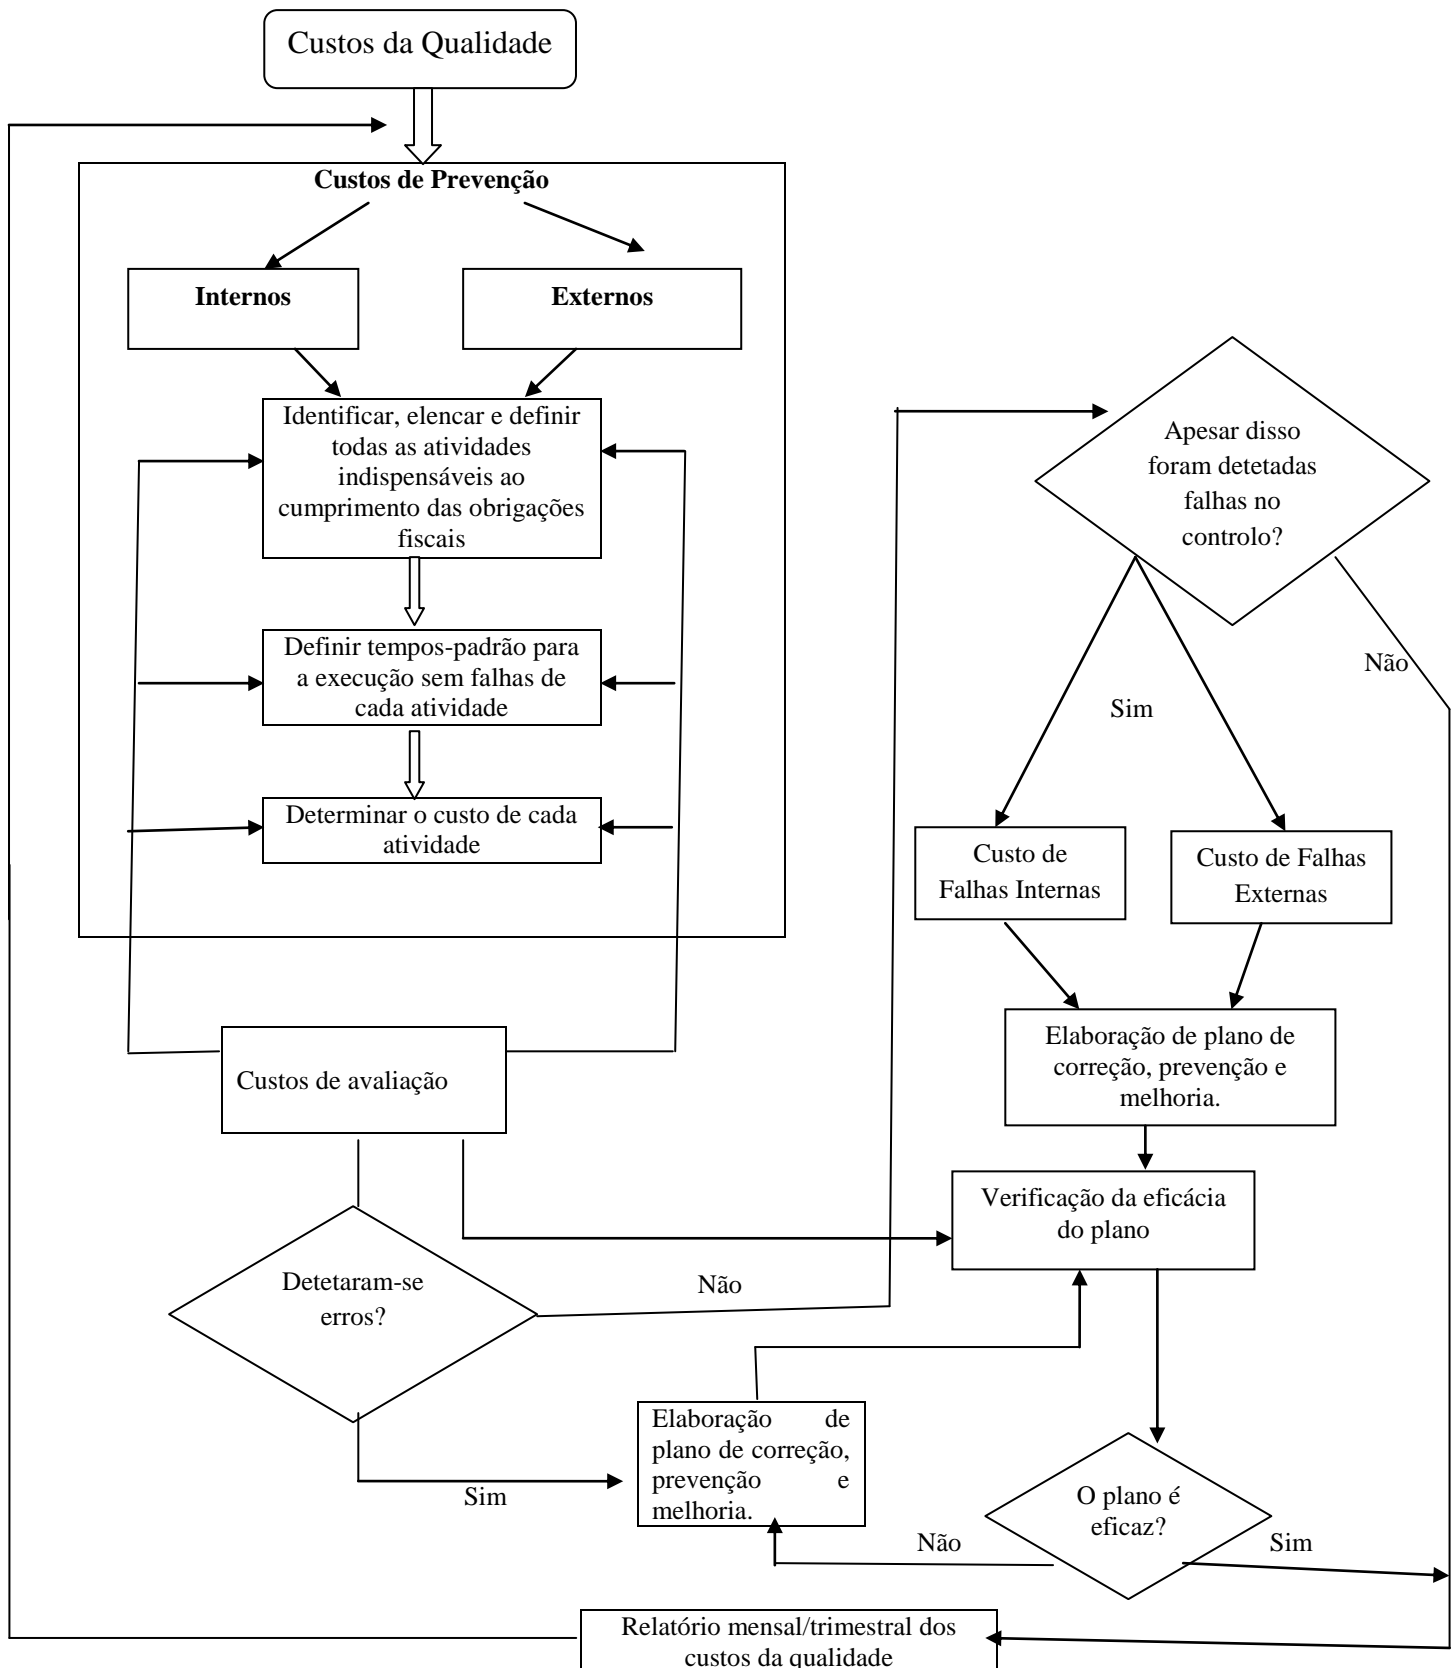 Custos da Qualidade
Custos de Prevenção
Internos
Externos
Identificar, elencar e definir
todas as atividades
indispensáveis ao
cumprimento das obrigações
fiscais
Definir tempos-padrão para
a execução sem falhas de
cada atividade
Determinar o custo de cada
atividade
Custos de avaliação
Detetaram-se
erros?
Não
Sim
Apesar disso
foram detetadas
falhas no
controlo?
Não
Sim
Custo de
Falhas Internas
Custo de Falhas
Externas
Elaboração de plano de
correção, prevenção e
melhoria.
Verificação da eficácia
do plano
Elaboração de
plano de correção,
prevenção e
melhoria.
O plano é
eficaz?
Não
Sim
Relatório mensal/trimestral dos
custos da qualidade